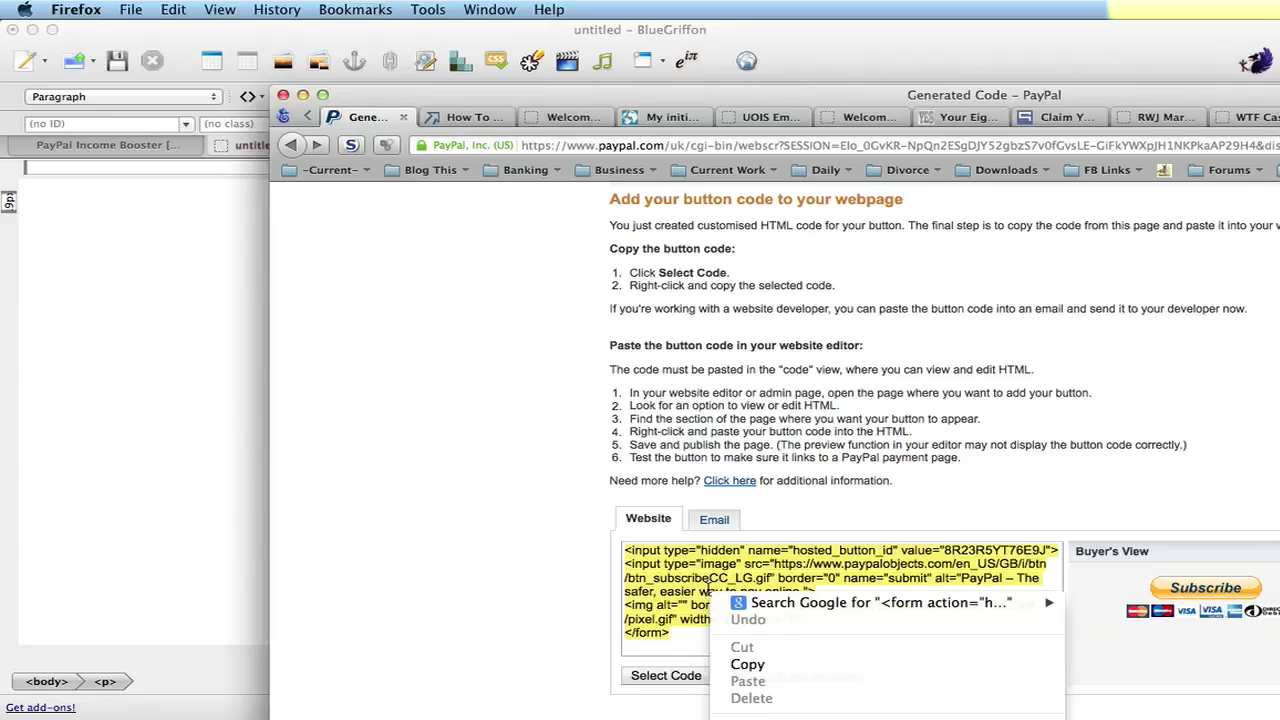 Firefox File Edit View History Bookmarks Tools Window Help
untitled - BlueGriffon
Paragraph
(no ID) (no class)
PayPal Income Booster [... untitle
Generated Code - PayPal
Gene... How To ... Welcom... My initi... UOIS Em... Welcom... Your Eig... Claim Y... RWJ Mar... WTF Cas
PayPal, Inc. (US) https://www.paypal.com/uk/cgi-bin/webscr?SESSION=
-Current- Blog This Banking Business Current Work Daily Divorce Downloads FB Links Forums
Add your button code to your webpage
You just created customised HTML code for your button. The final step is to copy the code from this page and paste it into your w
Copy the button code:
1. Click Select Code.
2. Right-click and copy the selected code.
If you're working with a website developer, you can paste the button code into an email and send it to your developer now.
Paste the button code in your website editor:
The code must be pasted in the "code" view, where you can view and edit HTML.
1. In your website editor or admin page, open the page where you want to add your button.
2. Look for an option to view or edit HTML.
3. Find the section of the page where you want your button to appear.
4. Right-click and paste your button code into the HTML.
5. Save and publish the page. (The preview function in your editor may not display the button code correctly.)
6. Test the button to make sure it links to a PayPal payment page.
Need more help? Click here for additional information.
Website Email
<input type="hidden" name="hosted_button_id" value="8R23R5YT76E9J">
<input type="image" src="https://www.paypalobjects.com/en_US/GB/i/btn
/btn_subscribeCC_LG.gif" border="0" name="submit" alt="PayPal – The
safer, easier way to pay online.">
<img alt="" bor
/pixel.gif" width
</form>
Select Code
Buyer's View
Subscribe
VISA VISA
Search Google for "<form action="h..."
Undo
Cut
Copy
Paste
Delete
<body> <p>
Get add-ons!